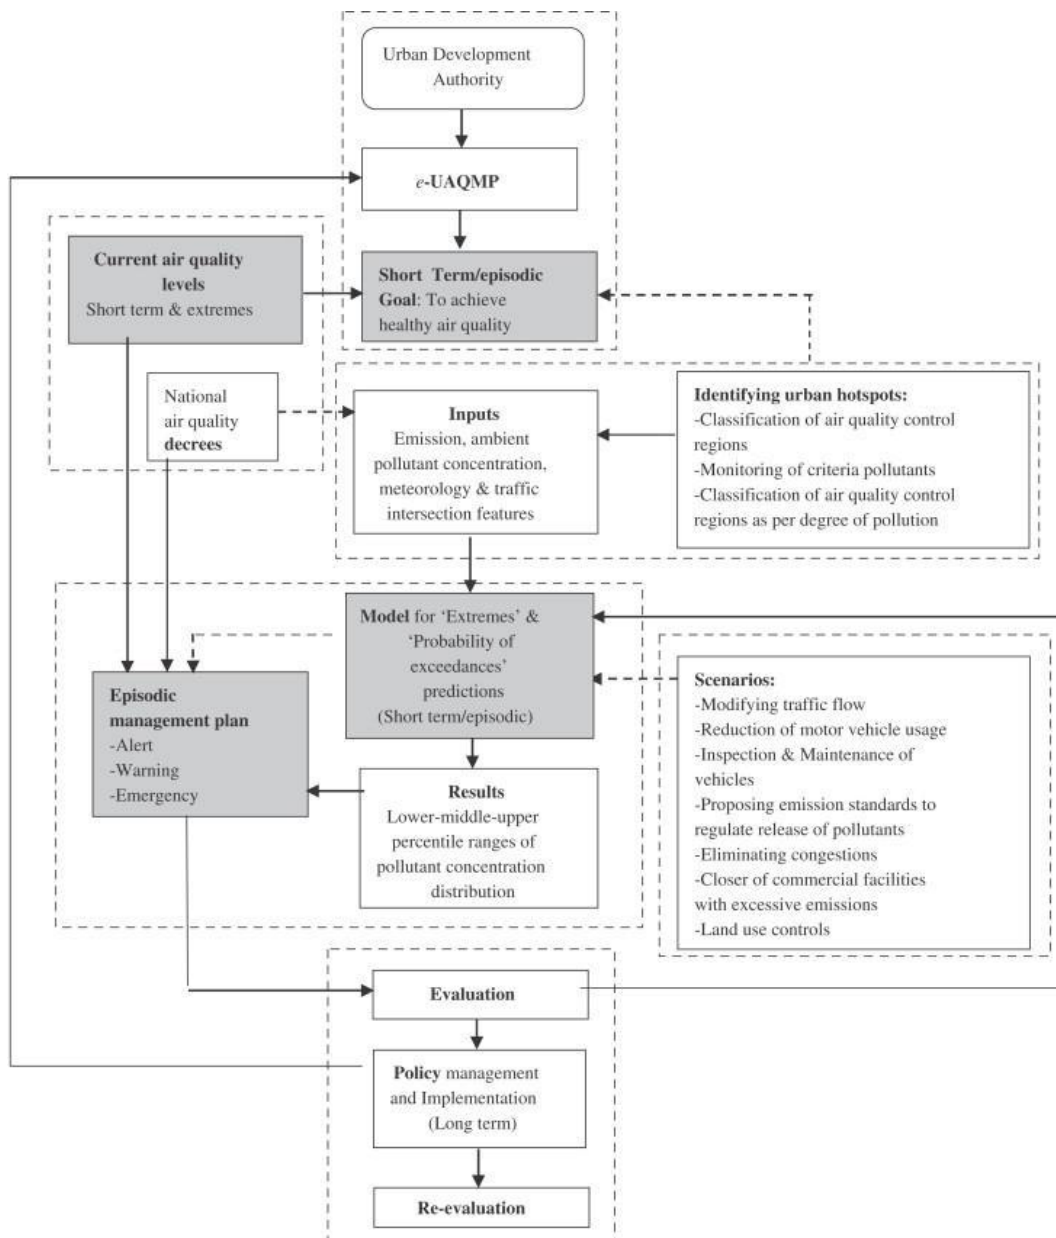 Urban Development
Authority
e-UAQMP
Current air quality
levels
Short term & extremes
Short Term/episodic
Goal: To achieve
healthy air quality
National
air quality
decrees
Inputs
Emission, ambient
pollutant concentration,
meteorology & traffic
intersection features
Identifying urban hotspots:
-Classification of air quality control
regions
-Monitoring of criteria pollutants
-Classification of air quality control
regions as per degree of pollution
Model for ‘Extremes’ &
‘Probability of
exceedances’
predictions
(Short term/episodic)
Episodic
management plan
-Alert
-Warning
-Emergency
Results
Lower-middle-upper
percentile ranges of
pollutant concentration
distribution
Scenarios:
-Modifying traffic flow
-Reduction of motor vehicle usage
-Inspection & Maintenance of
vehicles
-Proposing emission standards to
regulate release of pollutants
-Eliminating congestions
-Closer of commercial facilities
with excessive emissions
-Land use controls
Evaluation
Policy management
and Implementation
(Long term)
Re-evaluation